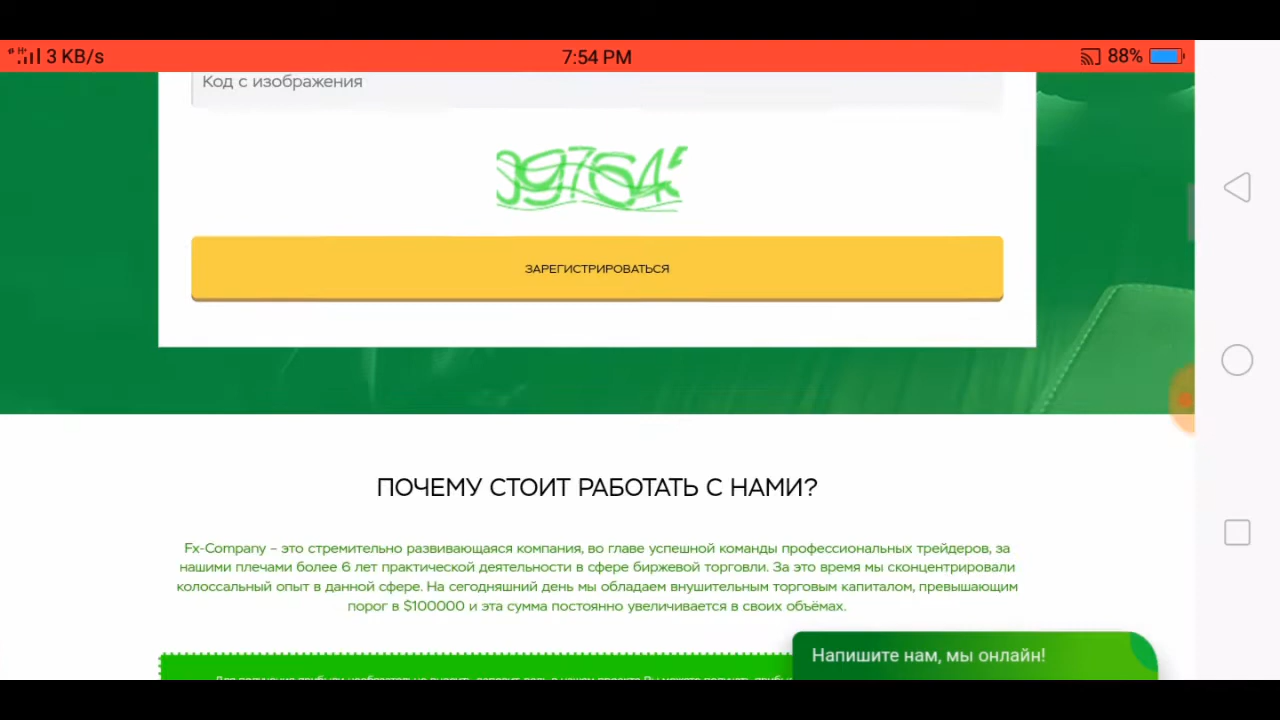 3 KB/s 7:54 PM 88%
Код с изображения
ЗАРЕГИСТРИРОВАТЬСЯ
ПОЧЕМУ СТОИТ РАБОТАТЬ С НАМИ?
Fx-Company – это стремительно развивающаяся компания, во главе успешной команды профессиональных трейдеров, за
нашими плечами более 6 лет практической деятельности в сфере биржевой торговли. За это время мы сконцентрировали
колоссальный опыт в данной сфере. На сегодняшний день мы обладаем внушительным торговым капиталом, превышающим
порог в $100000 и эта сумма постоянно увеличивается в своих объёмах.
Напишите нам, мы онлайн!